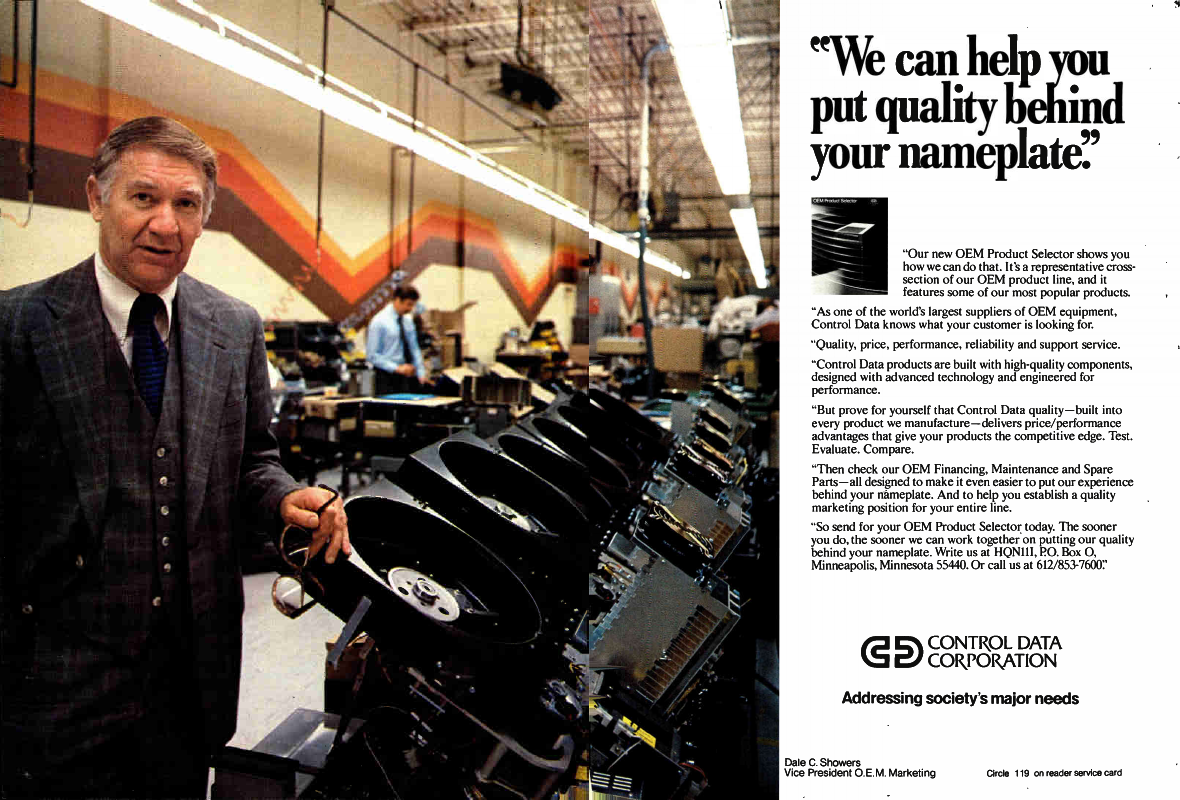 “We can help you
put quality behind
your nameplate.”
OEM Product Selector
“Our new OEM Product Selector shows you
how we can do that. It’s a representative cross-
section of our OEM product line, and it
features some of our most popular products.
“As one of the world’s largest suppliers of OEM equipment,
Control Data knows what your customer is looking for.
“Quality, price, performance, reliability and support service.
“Control Data products are built with high-quality components,
designed with advanced technology and engineered for
performance.
“But prove for yourself that Control Data quality—built into
every product we manufacture—delivers price/performance
advantages that give your products the competitive edge. Test.
Evaluate. Compare.
“Then check our OEM Financing, Maintenance and Spare
Parts—all designed to make it even easier to put our experience
behind your nameplate. And to help you establish a quality
marketing position for your entire line.
“So send for your OEM Product Selector today. The sooner
you do, the sooner we can work together on putting our quality
behind your nameplate. Write us at HQN111, P.O. Box O,
Minneapolis, Minnesota 55440. Or call us at 612/853-7600.”
CONTROL DATA
CORPORATION
Addressing society’s major needs
Dale C. Showers
Vice President O.E.M. Marketing
Circle 119 on reader service card